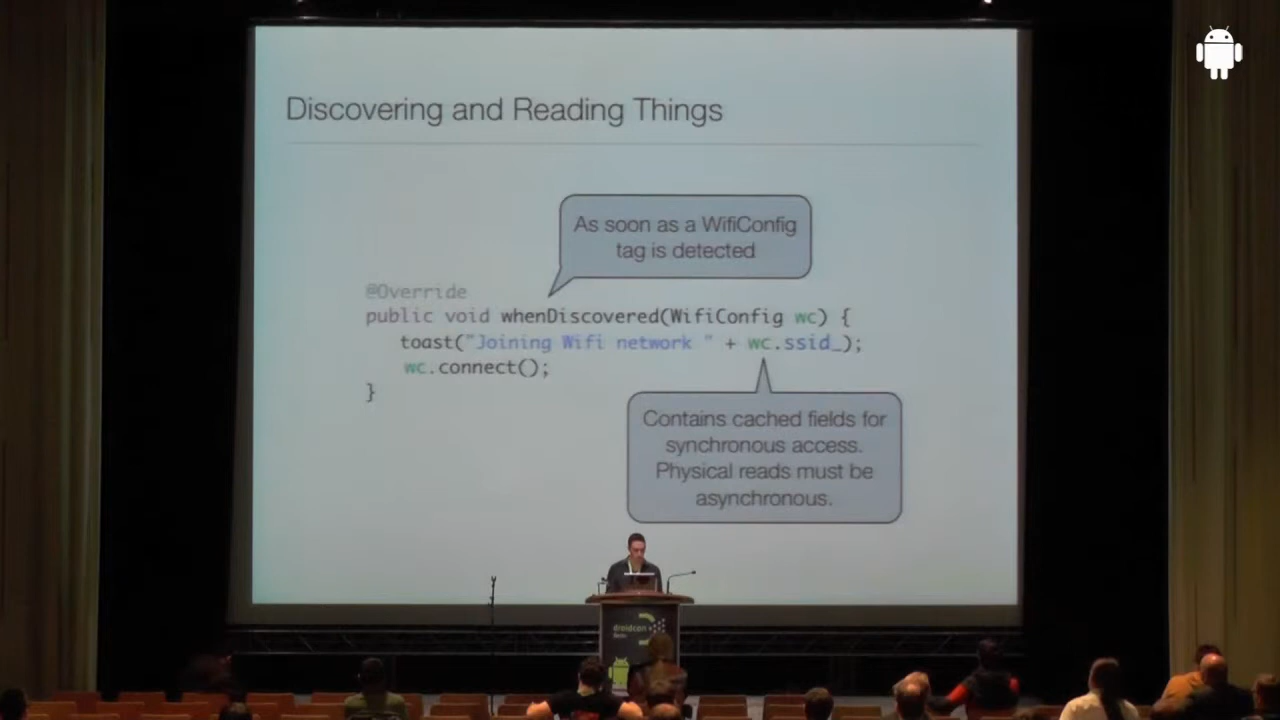 Discovering and Reading Things
As soon as a WifiConfig
tag is detected
@Override
public void whenDiscovered(WifiConfig wc) {
toast("Joining Wifi network " + wc.ssid_);
wc.connect();
}
Contains cached fields for
synchronous access.
Physical reads must be
asynchronous.
droidcon